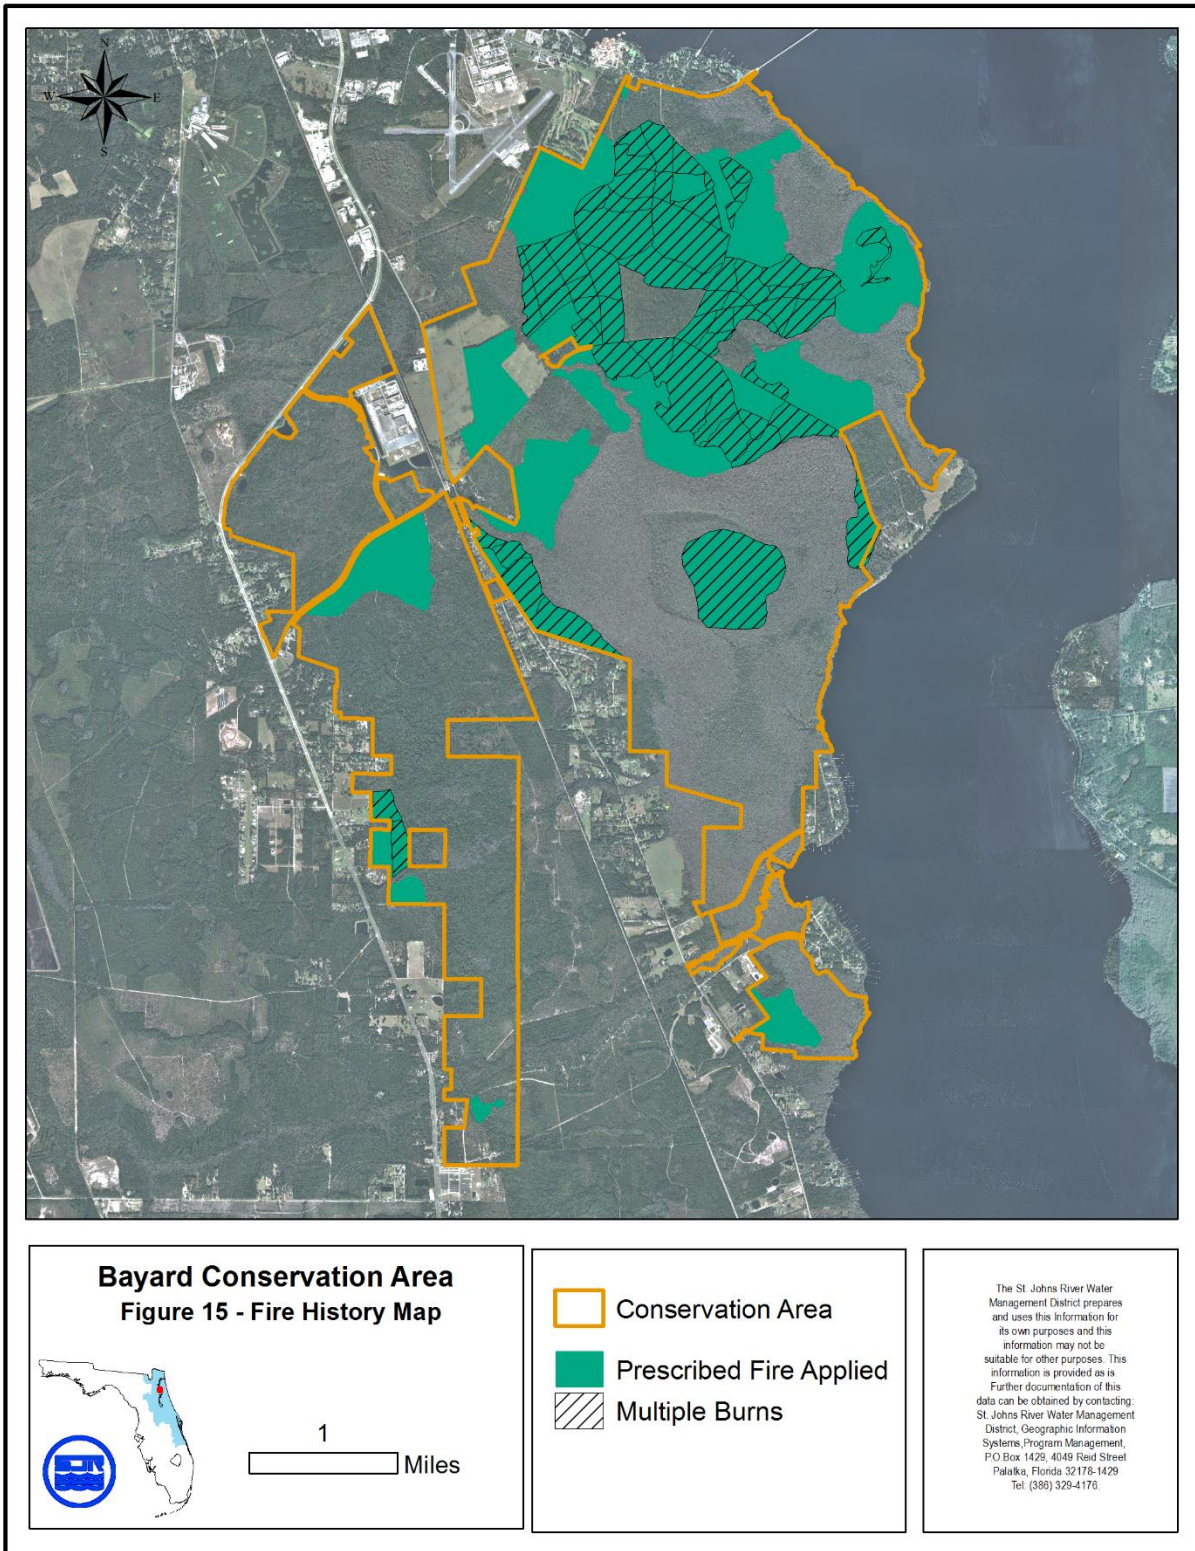 N
W
E
S
Bayard Conservation Area
Figure 15 - Fire History Map
1
Miles
SJR
Conservation Area
Prescribed Fire Applied
Multiple Burns
The St. Johns River Water
Management District prepares
and uses this Information for
its own purposes and this
information may not be
suitable for other purposes. This
information is provided as is.
Further documentation of this
data can be obtained by contacting:
St. Johns River Water Management
District, Geographic Information
Systems,Program Management,
P.O.Box 1429, 4049 Reid Street
Palatka, Florida 32178-1429
Tel: (386) 329-4176.